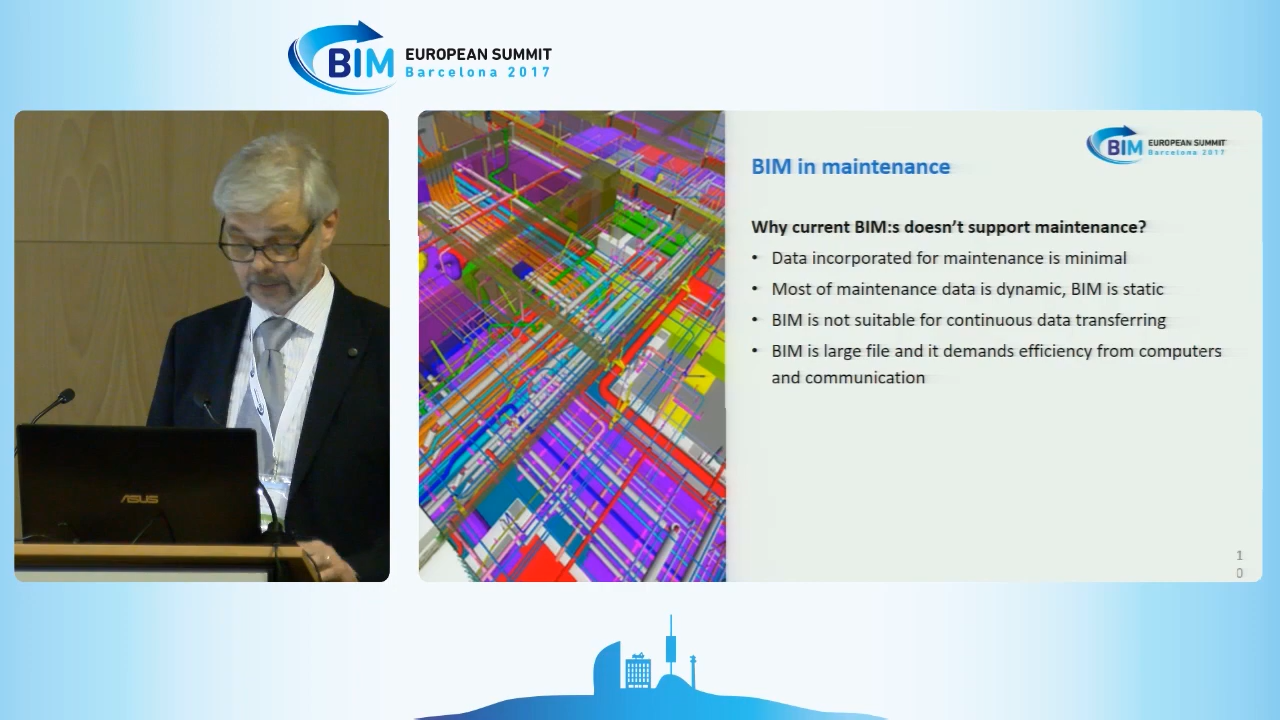 BIM EUROPEAN SUMMIT
Barcelona 2017
BIM EUROPEAN SUMMIT
Barcelona 2017
BIM in maintenance
Why current BIM:s doesn't support maintenance?
• Data incorporated for maintenance is minimal
• Most of maintenance data is dynamic, BIM is static
• BIM is not suitable for continuous data transferring
• BIM is large file and it demands efficiency from computers
and communication
ASUS
1
0